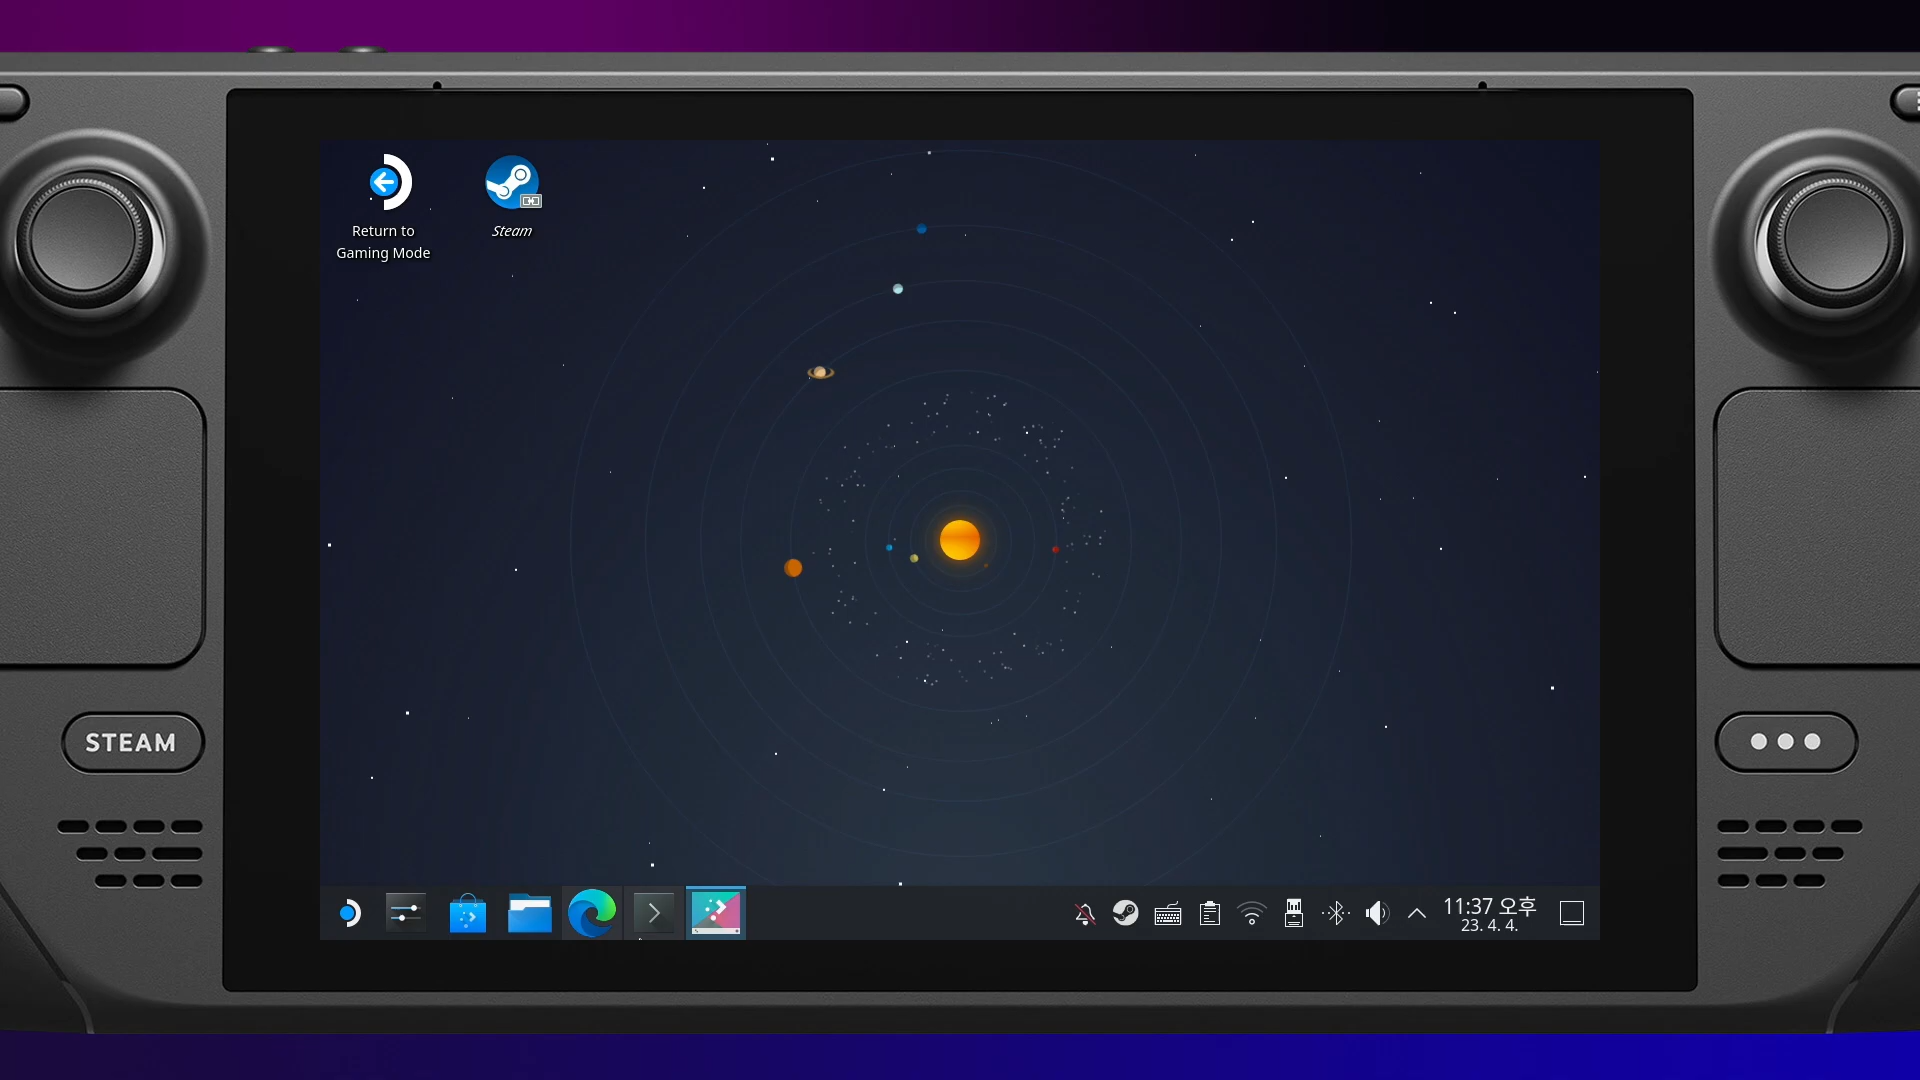 Return to
Gaming Mode
Steam
STEAM
11:37 오후
23. 4. 4.